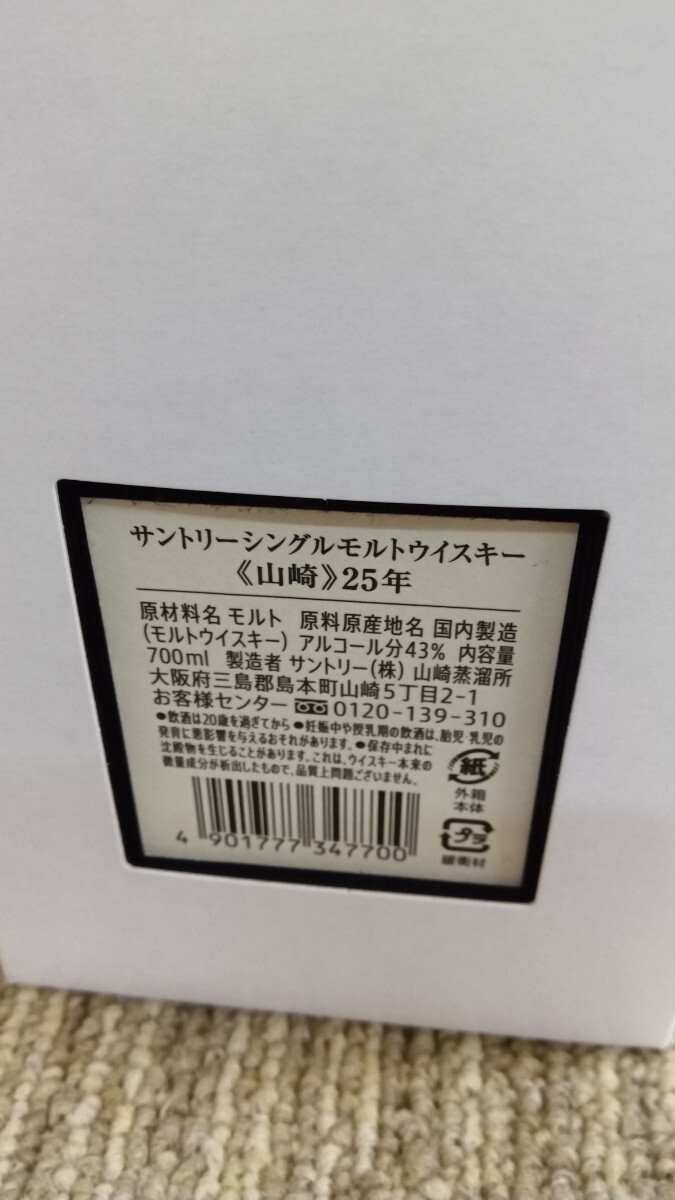 サントリーシングルモルトウイスキー
《山崎》25年
原材料名 モルト 原料原産地名 国内製造
(モルトウイスキー) アルコール分43% 内容量
700ml 製造者 サントリー(株) 山崎蒸溜所
大阪府三島郡島本町山崎5丁目2-1
お客様センター 0120-139-310
●飲酒は20歳を過ぎてから ●妊娠中や授乳期の飲酒は、胎児・乳児の
発育に悪影響を与えるおそれがあります。●保存中まれに
沈殿物を生じることがあります。これは、ウイスキー本来の
微量成分が析出したもので、品質上問題ございません。
紙
外箱
本体
プラ
緩衝材
4 901777 347700